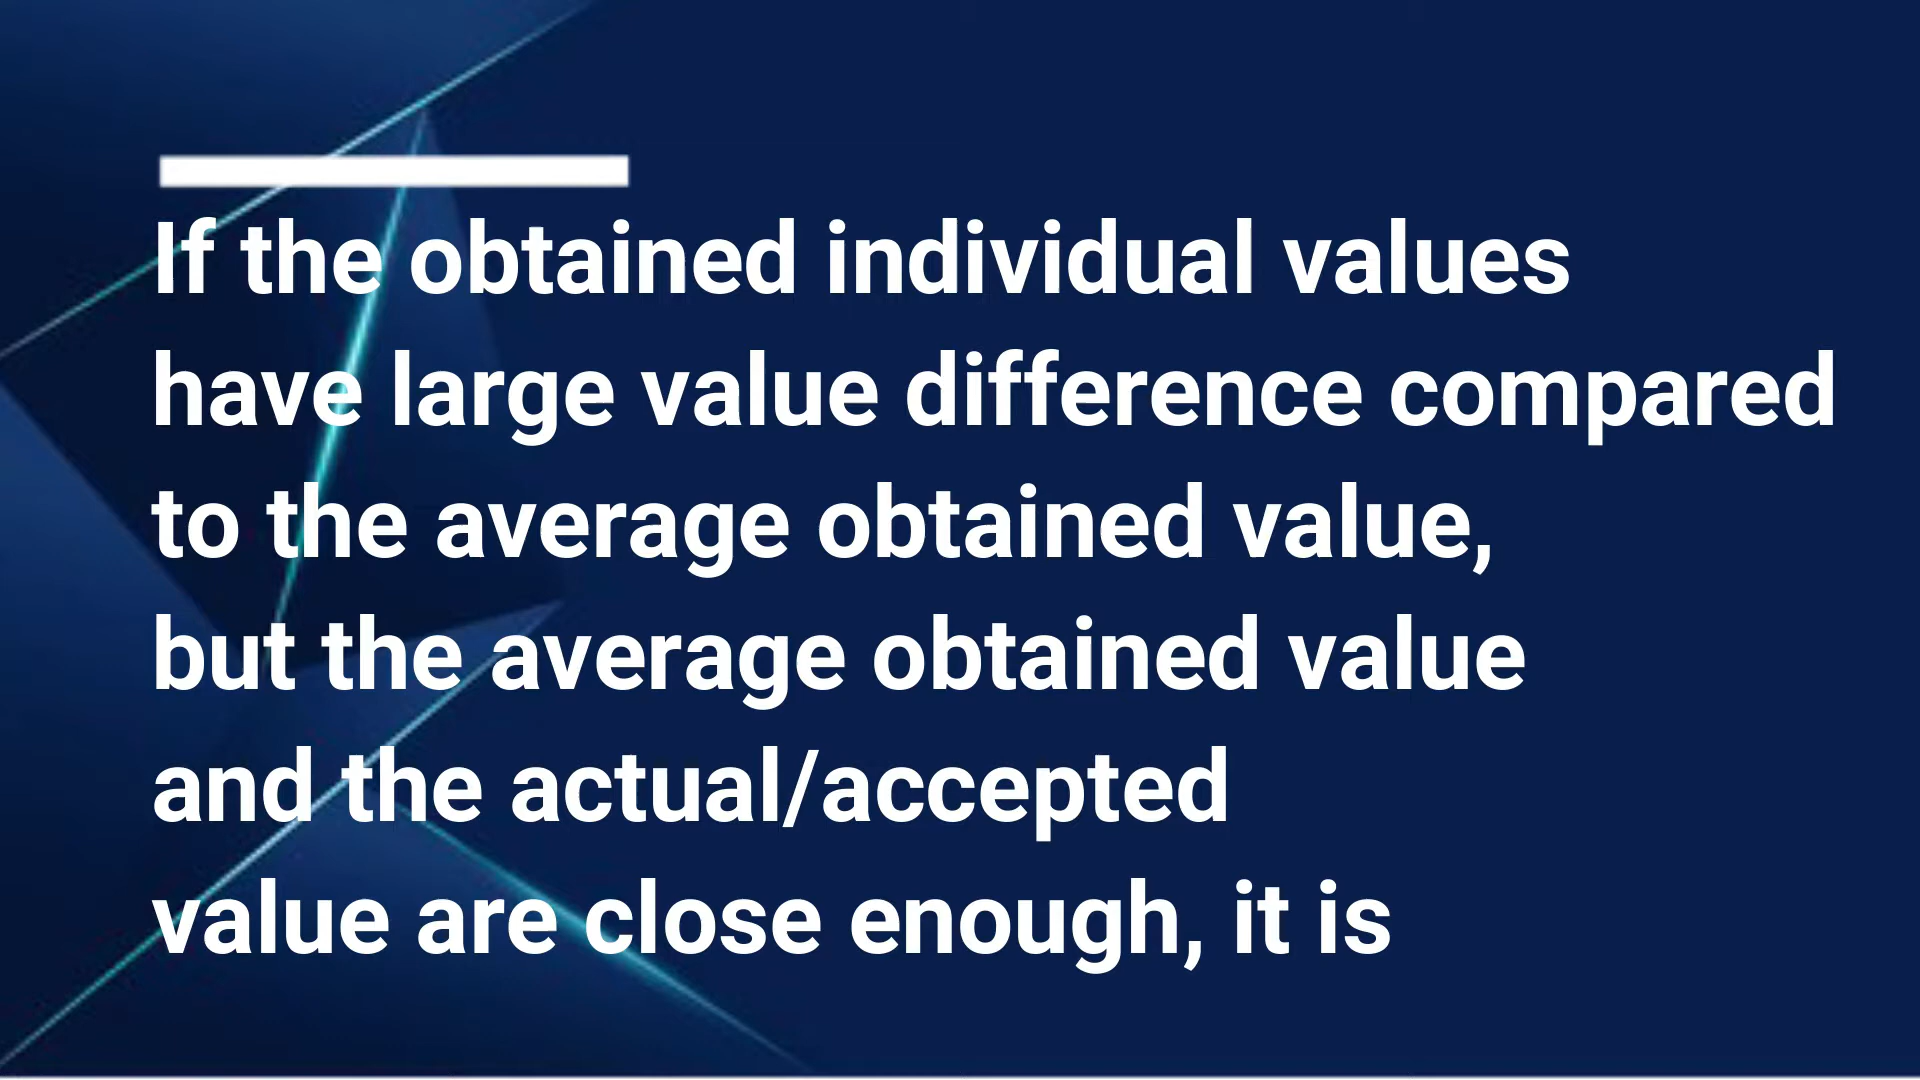 If the obtained individual values
have large value difference compared
to the average obtained value,
but the average obtained value
and the actual/accepted
value are close enough, it is